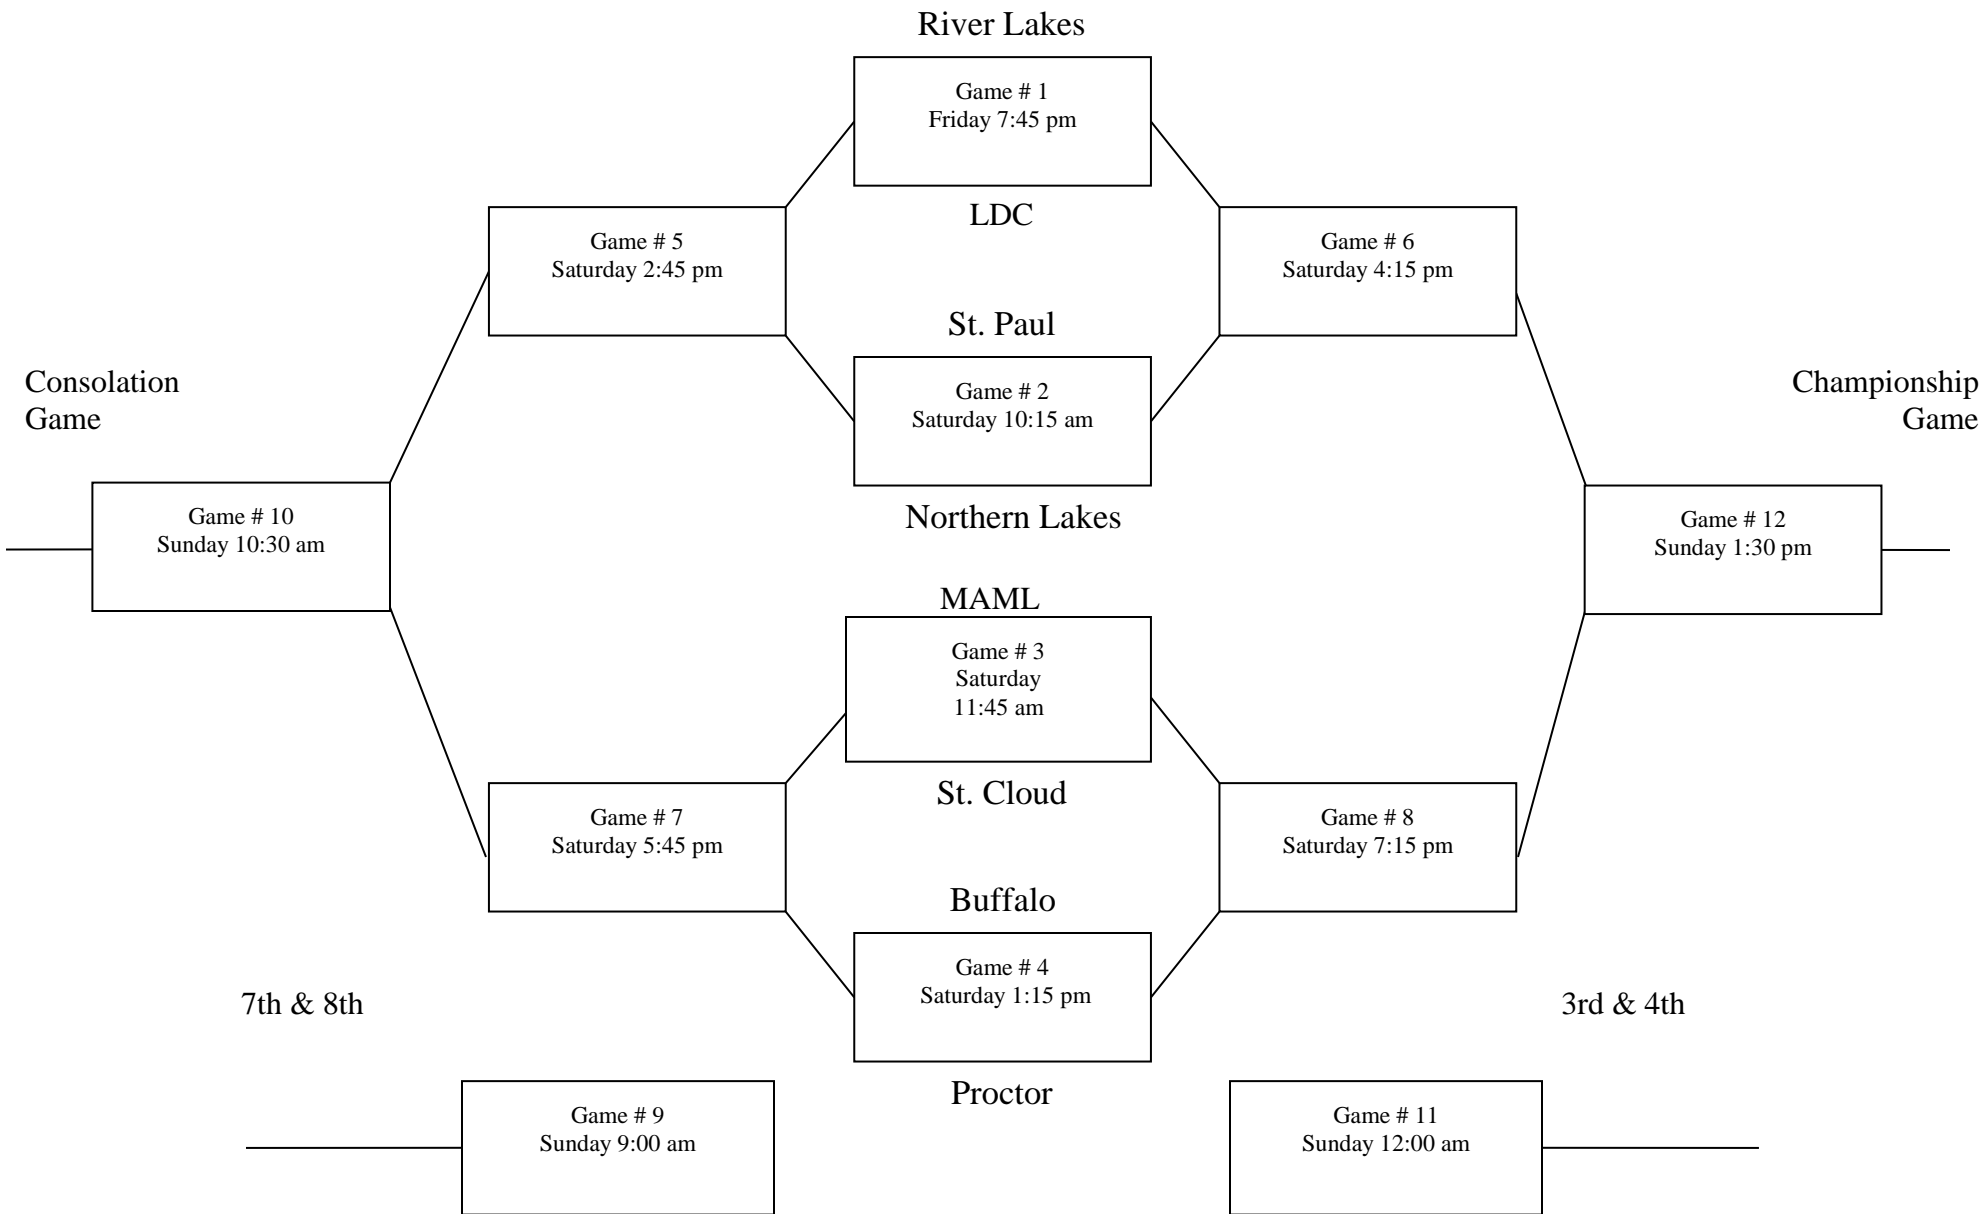 River Lakes
Game # 1
Friday 7:45 pm
LDC
Game # 5
Saturday 2:45 pm
Game # 6
Saturday 4:15 pm
St. Paul
Game # 2
Saturday 10:15 am
Northern Lakes
Consolation
Game
Championship
Game
Game # 10
Sunday 10:30 am
Game # 12
Sunday 1:30 pm
MAML
Game # 3
Saturday
11:45 am
St. Cloud
Game # 7
Saturday 5:45 pm
Game # 8
Saturday 7:15 pm
Buffalo
Game # 4
Saturday 1:15 pm
Proctor
7th & 8th
3rd & 4th
Game # 9
Sunday 9:00 am
Game # 11
Sunday 12:00 am